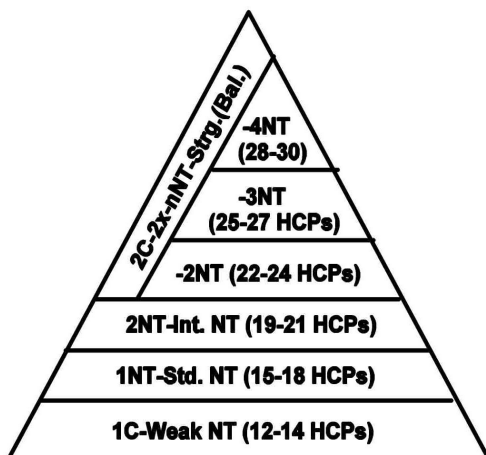 2C-2x-nNT-Strg.(Bal.)
-4NT
(28-30)
-3NT
(25-27 HCPs)
-2NT (22-24 HCPs)
2NT-Int. NT (19-21 HCPs)
1NT-Std. NT (15-18 HCPs)
1C-Weak NT (12-14 HCPs)